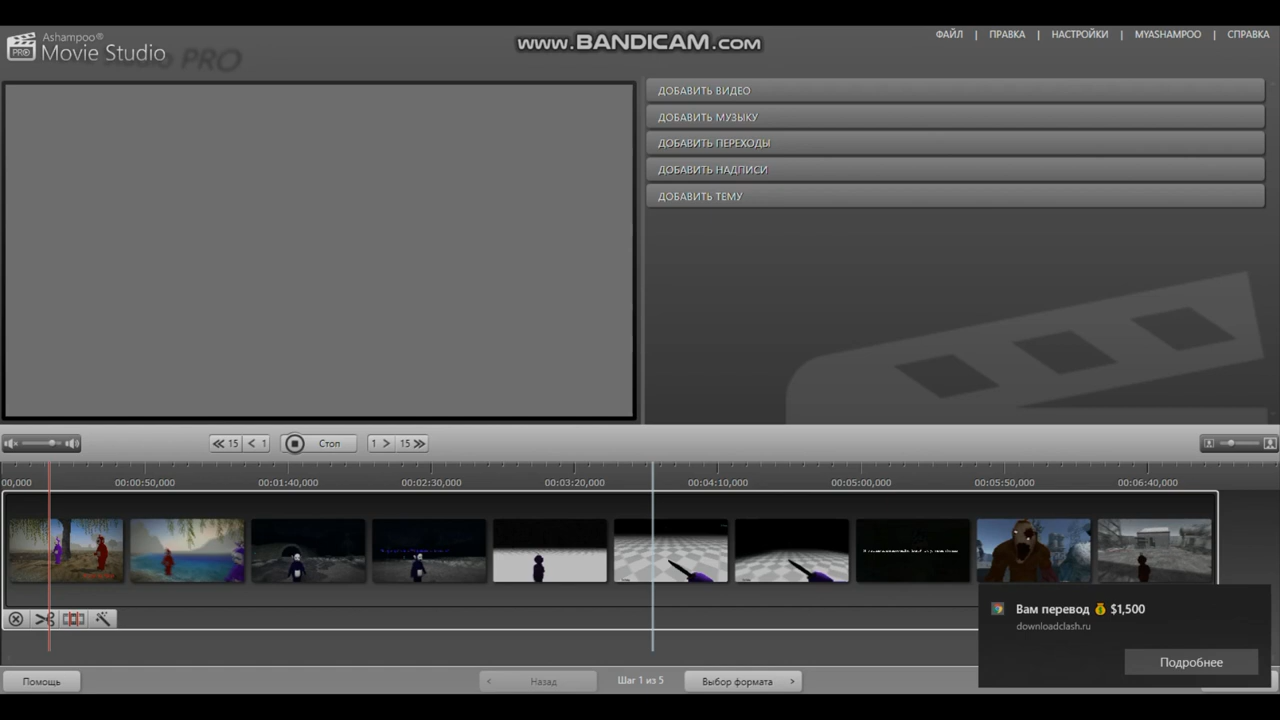 Ashampoo®
Movie Studio PRO
PRO
www.BANDICAM.com
ФАЙЛ | ПРАВКА | НАСТРОЙКИ | MYASHAMPOO | СПРАВКА
ДОБАВИТЬ ВИДЕО
ДОБАВИТЬ МУЗЫКУ
ДОБАВИТЬ ПЕРЕХОДЫ
ДОБАВИТЬ НАДПИСИ
ДОБАВИТЬ ТЕМУ
15 1 Стоп 1 15
00,000 00:00:50,000 00:01:40,000 00:02:30,000 00:03:20,000 00:04:10,000 00:05:00,000 00:05:50,000 00:06:40,000
Вам перевод 💰 $1,500
downloadclash.ru
Подробнее
Помощь
< Назад
Шаг 1 из 5
Выбор формата >